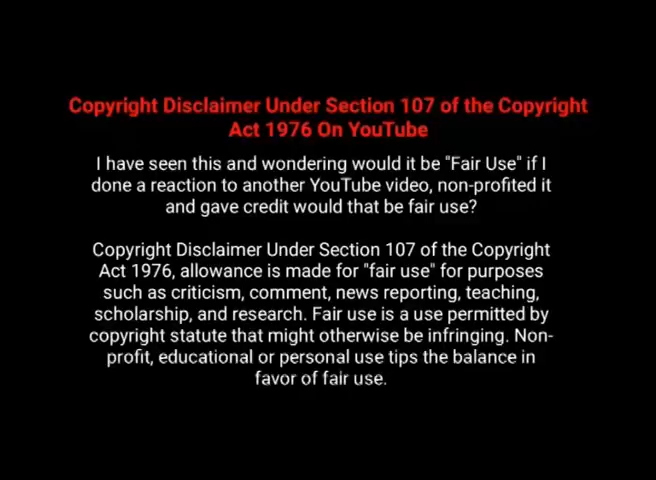 Copyright Disclaimer Under Section 107 of the Copyright
Act 1976 On YouTube
I have seen this and wondering would it be "Fair Use" if I
done a reaction to another YouTube video, non-profited it
and gave credit would that be fair use?
Copyright Disclaimer Under Section 107 of the Copyright
Act 1976, allowance is made for "fair use" for purposes
such as criticism, comment, news reporting, teaching,
scholarship, and research. Fair use is a use permitted by
copyright statute that might otherwise be infringing. Non-
profit, educational or personal use tips the balance in
favor of fair use.